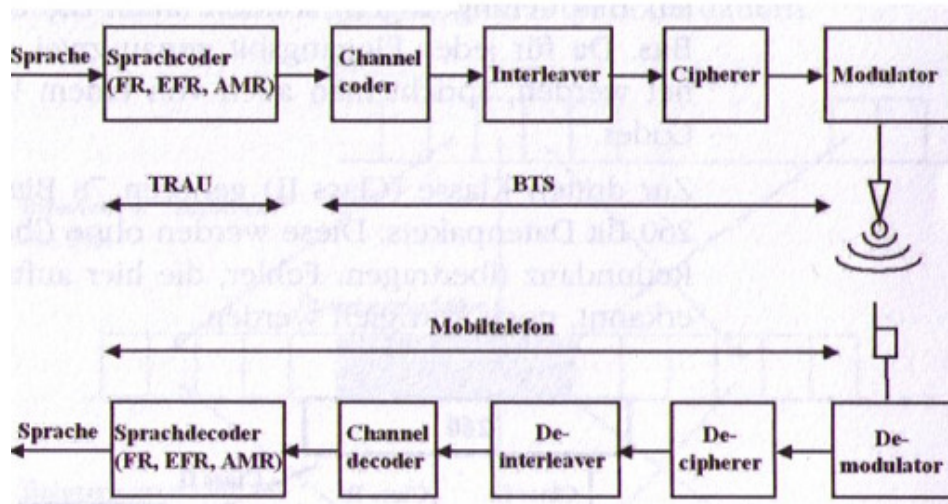 Sprache
Sprachcoder
(FR, EFR, AMR)
Channel
coder
Interleaver
Cipherer
Modulator
TRAU
BTS
Mobiltelefon
Sprache
Sprachdecoder
(FR, EFR, AMR)
Channel
decoder
De-
interleaver
De-
cipherer
De-
modulator